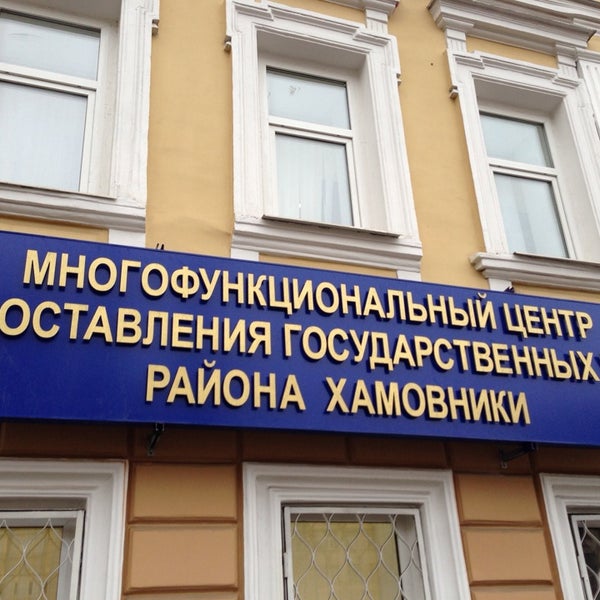 МНОГОФУНКЦИОНАЛЬНЫЙ ЦЕНТР
ОСТАВЛЕНИЯ ГОСУДАРСТВЕННЫХ
РАЙОНА ХАМОВНИКИ